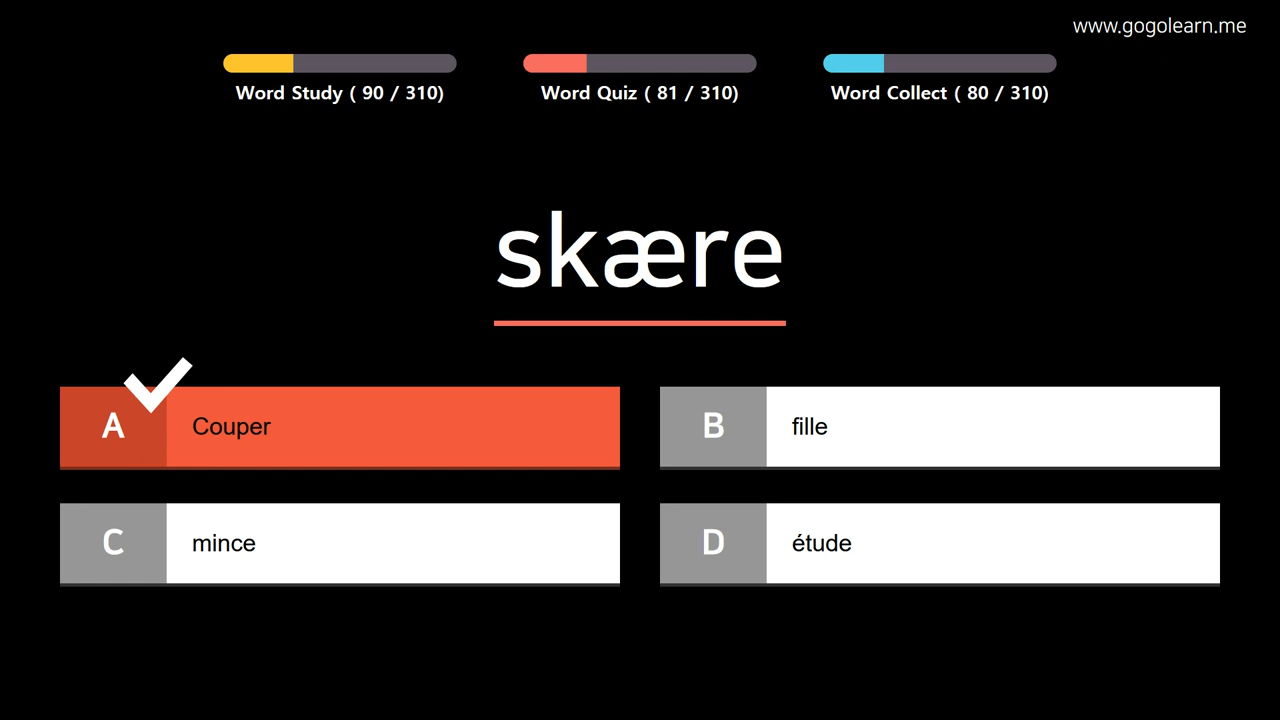 www.gogolearn.me
Word Study ( 90 / 310)
Word Quiz ( 81 / 310)
Word Collect ( 80 / 310)
skære
A Couper
B fille
C mince
D étude